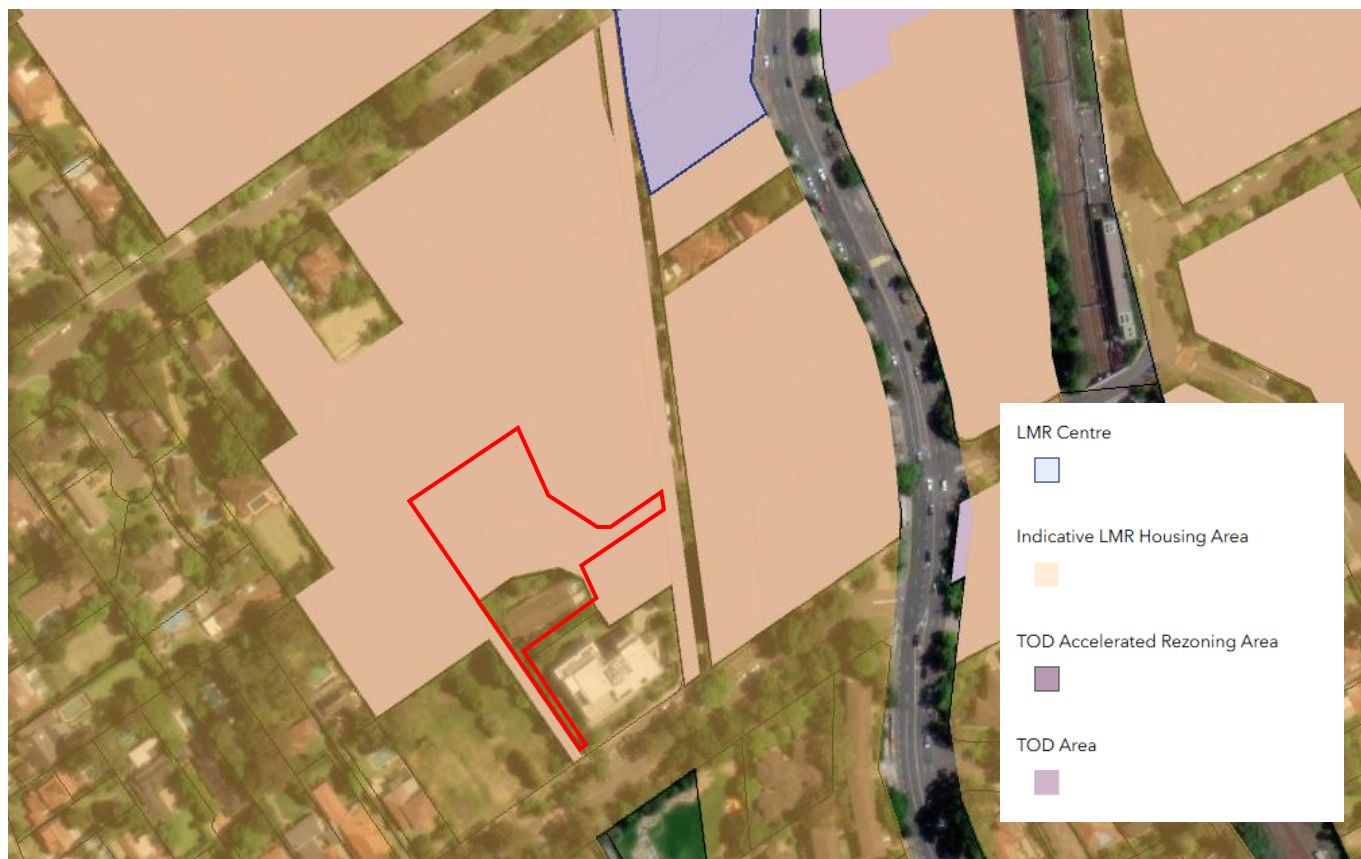 LMR Centre
Indicative LMR Housing Area
TOD Accelerated Rezoning Area
TOD Area